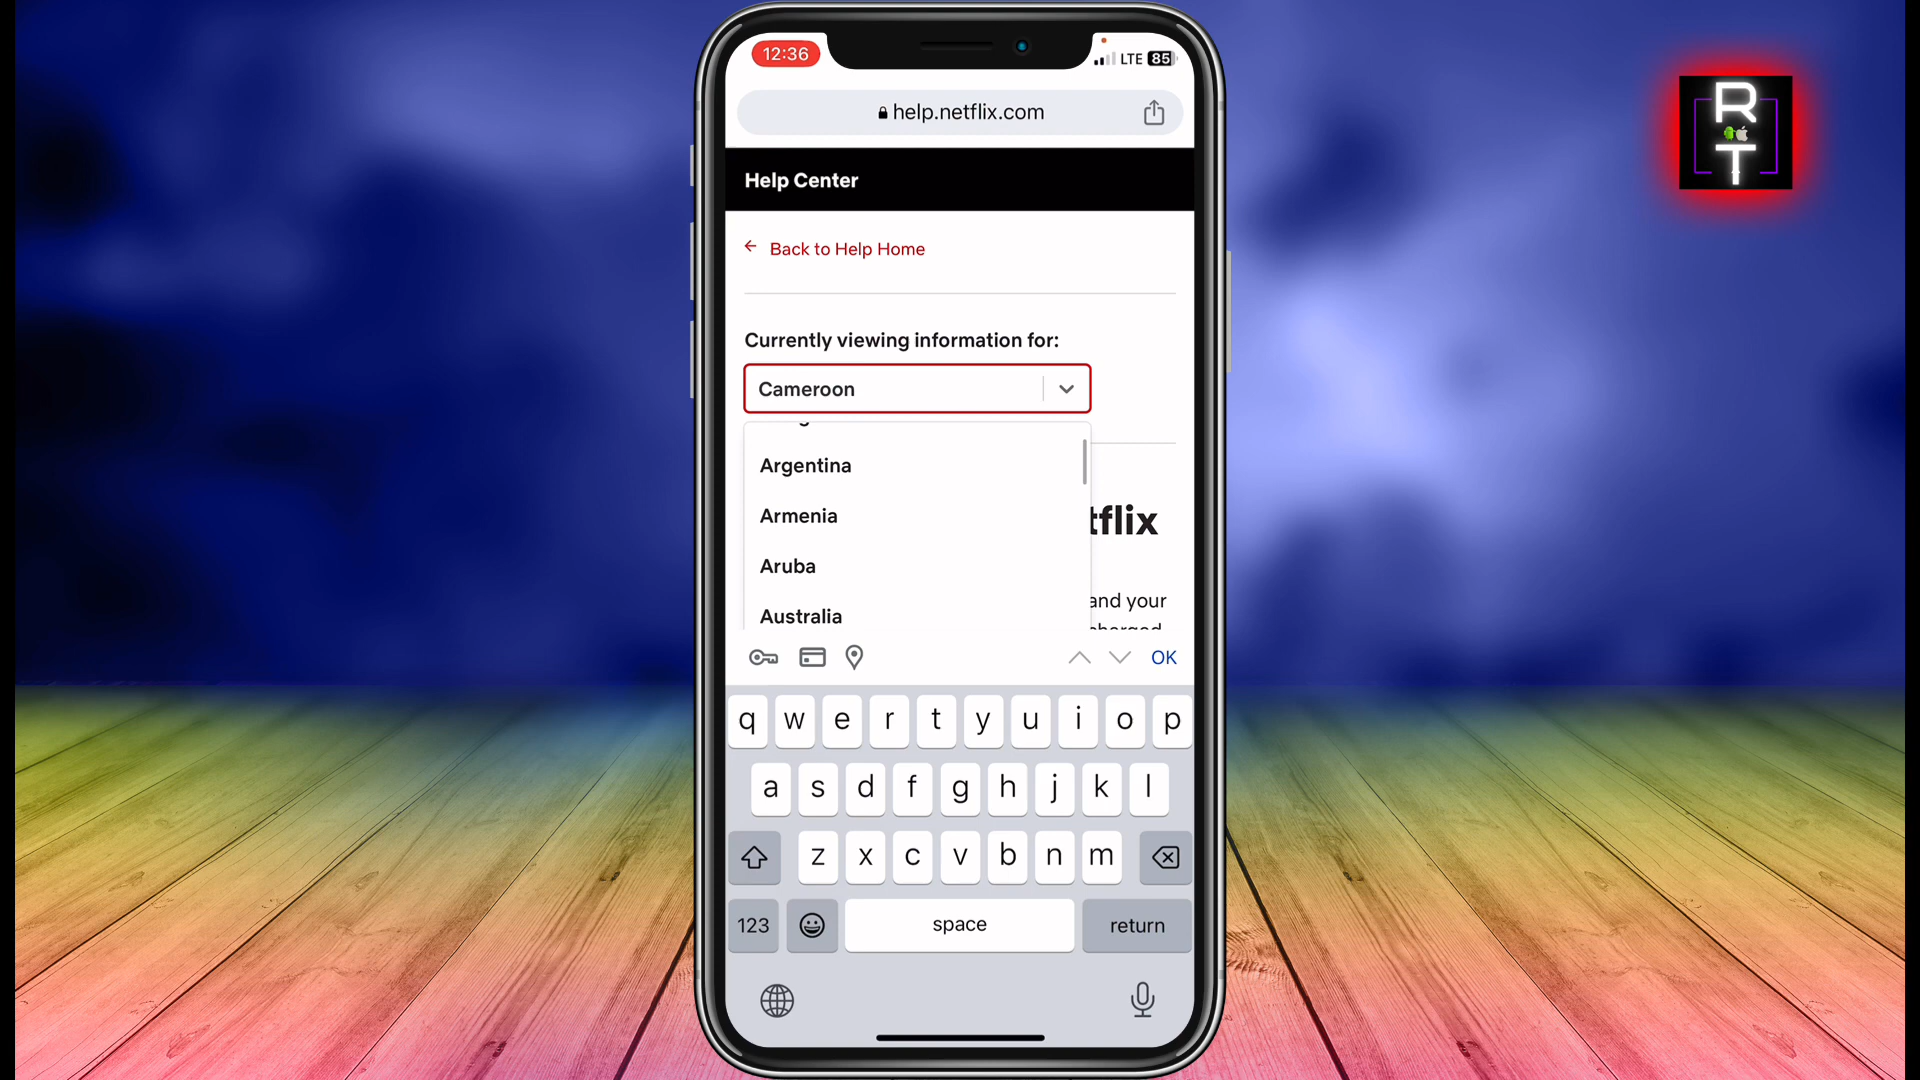 12:36
LTE 85
help.netflix.com
Help Center
Back to Help Home
Currently viewing information for:
Cameroon
Argentina
Armenia
Aruba
Australia
tflix
and your
OK
q w e r t y u i o p
a s d f g h j k l
z x c v b n m
123 space return
R
T